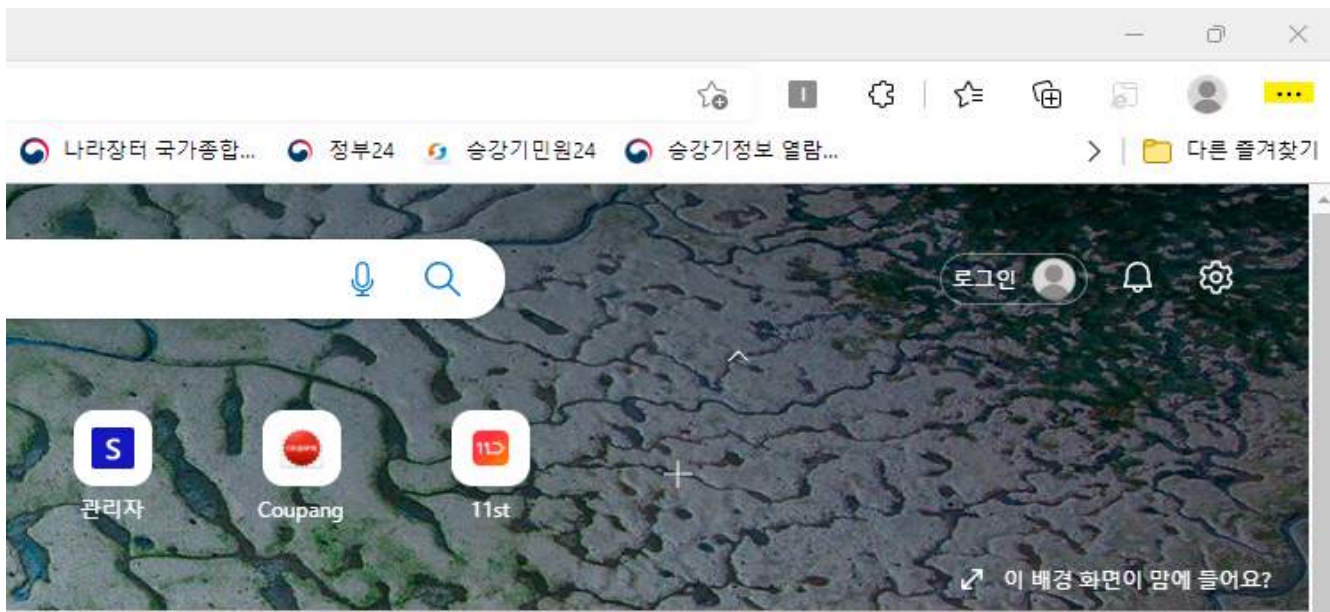 나라장터 국가종합... 정부24 승강기민원24 승강기정보 열람... 다른 즐겨찾기
로그인
S 11
관리자 Coupang 11st
이 배경 화면이 맘에 들어요?